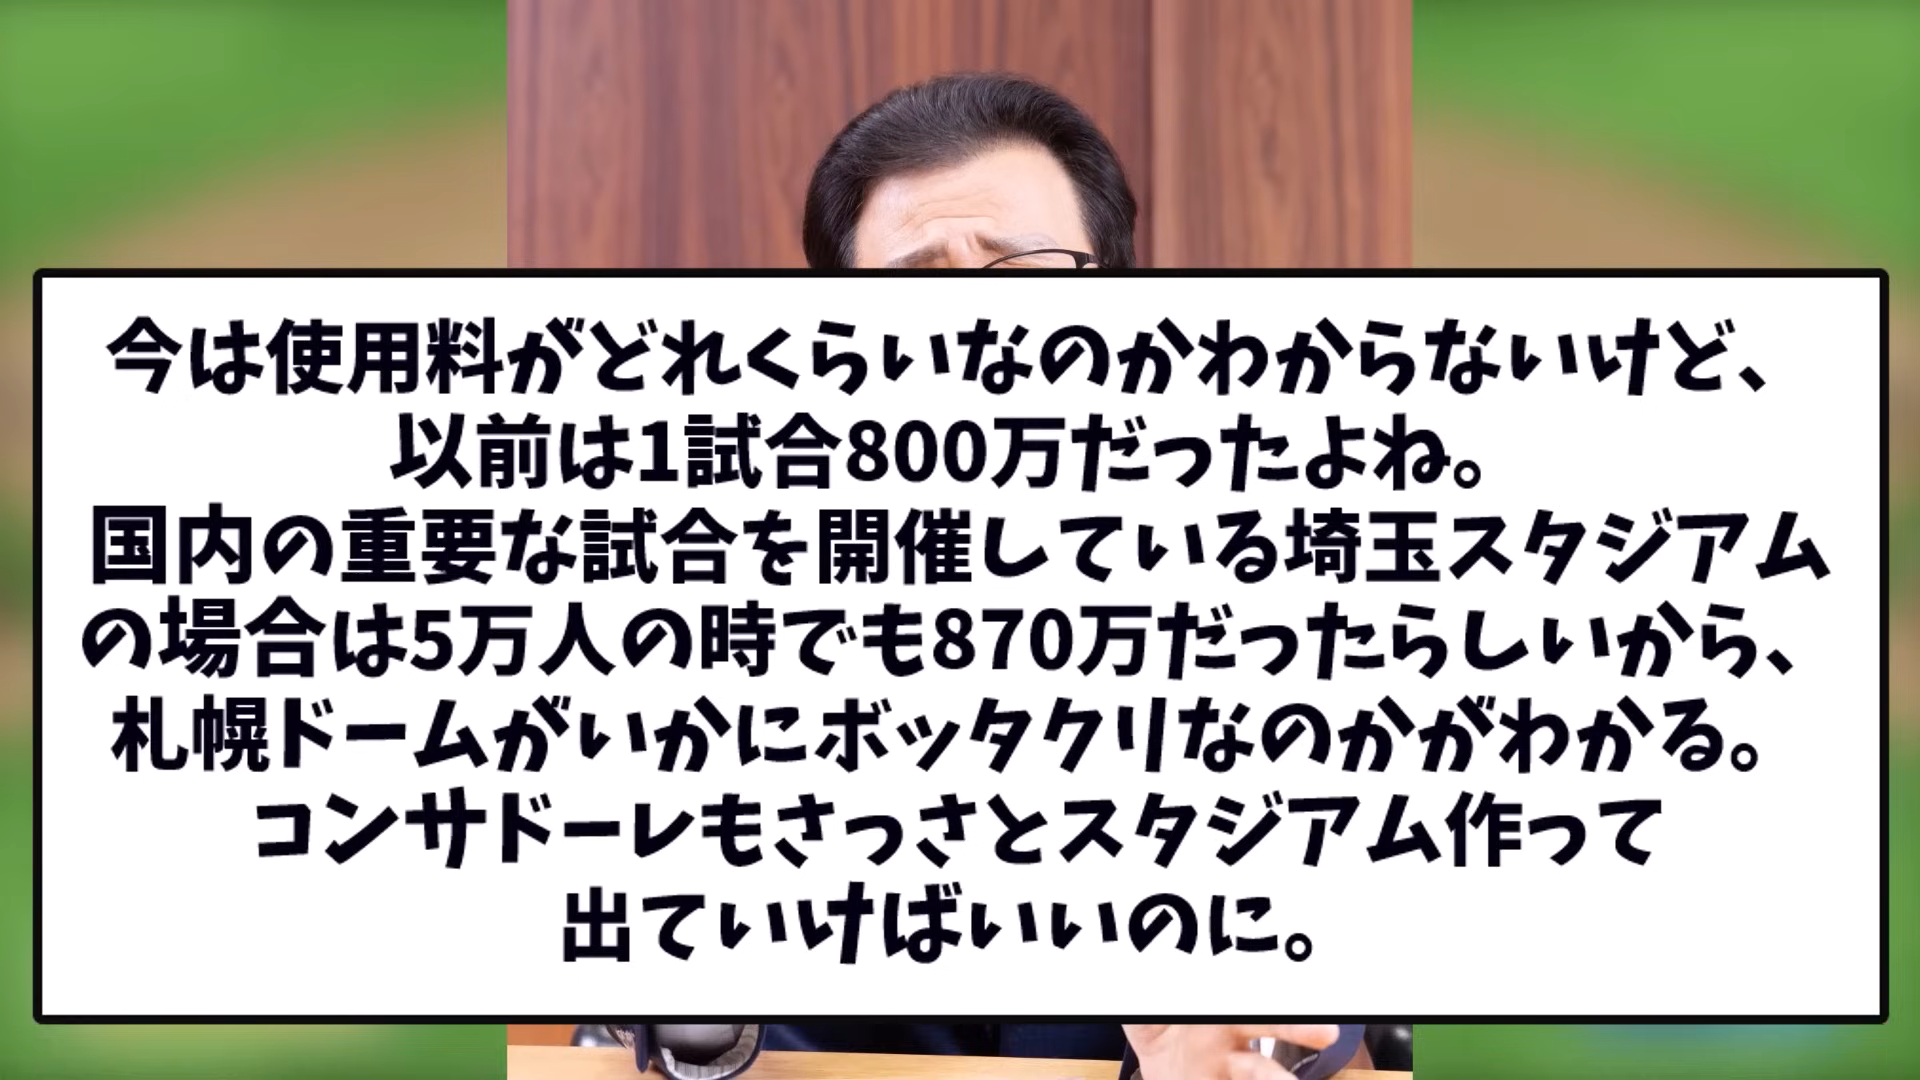 今は使用料がどれくらいなのかわからないけど、
以前は1試合800万だったよね。
国内の重要な試合を開催している埼玉スタジアム
の場合は5万人の時でも870万だったらしいから、
札幌ドームがいかにボッタクリなのかがわかる。
コンサドーレもさっさとスタジアム作って
出ていけばいいのに。